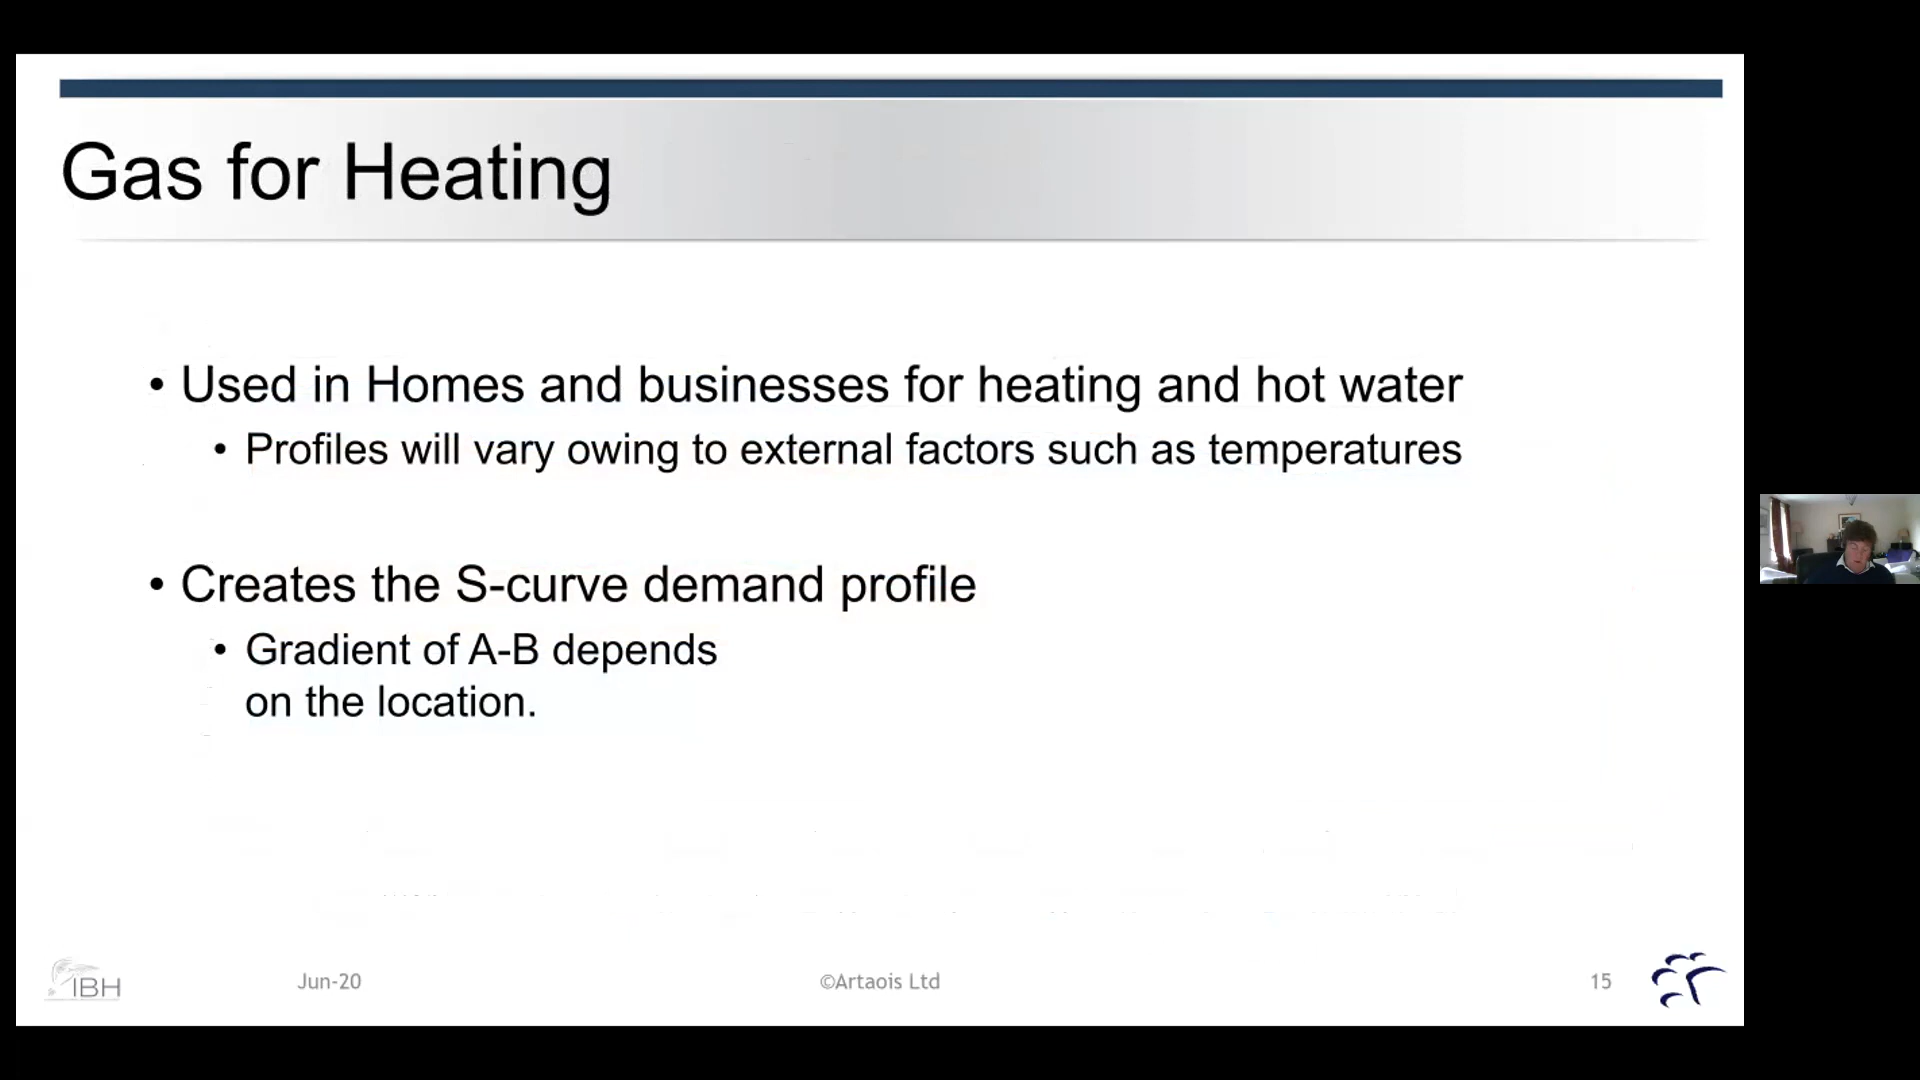 Gas for Heating
• Used in Homes and businesses for heating and hot water
• Profiles will vary owing to external factors such as temperatures
• Creates the S-curve demand profile
• Gradient of A-B depends
on the location.
IBH
Jun-20
©Artaois Ltd
15